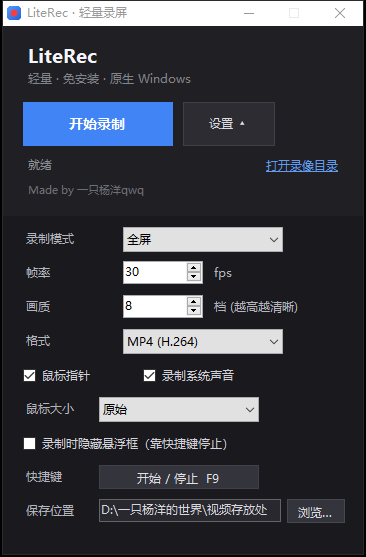 LiteRec · 轻量录屏
LiteRec
轻量 · 免安装 · 原生 Windows
开始录制
设置 ▲
就绪
打开录像目录
Made by 一只杨洋qwq
录制模式 全屏
帧率 30 fps
画质 8 档 (越高越清晰)
格式 MP4 (H.264)
鼠标指针 录制系统声音
鼠标大小 原始
录制时隐藏悬浮框（靠快捷键停止）
快捷键 开始 / 停止 F9
保存位置 D:\一只杨洋的世界\视频存放处 浏览...